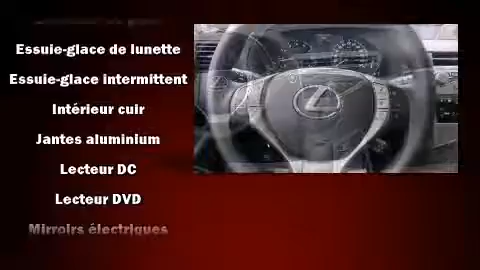 Essuie-glace de lunette
Essuie-glace intermittent
Intérieur cuir
Jantes aluminium
Lecteur DC
Lecteur DVD
Mirroirs électriques